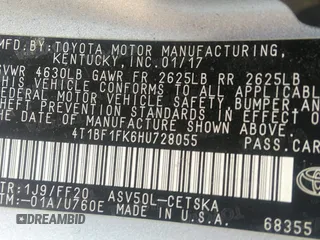 MFD. BY: TOYOTA MOTOR MANUFACTURING,
KENTUCKY, INC. 01/17
GVWR 4630LB GAWR FR 2625LB RR 2625LB
THIS VEHICLE CONFORMS TO ALL APPLICABLE
FEDERAL MOTOR VEHICLE SAFETY, BUMPER, AND
THEFT PREVENTION STANDARDS IN EFFECT ON
THE DATE OF MANUFACTURE SHOWN ABOVE.
4T1BF1FK6HU728055 PASS.CAR
TR: 1J9/FF20 ASV50L-CETSKA
TM: -01A/U760E MADE IN U.S.A. 68355
BIDCARS